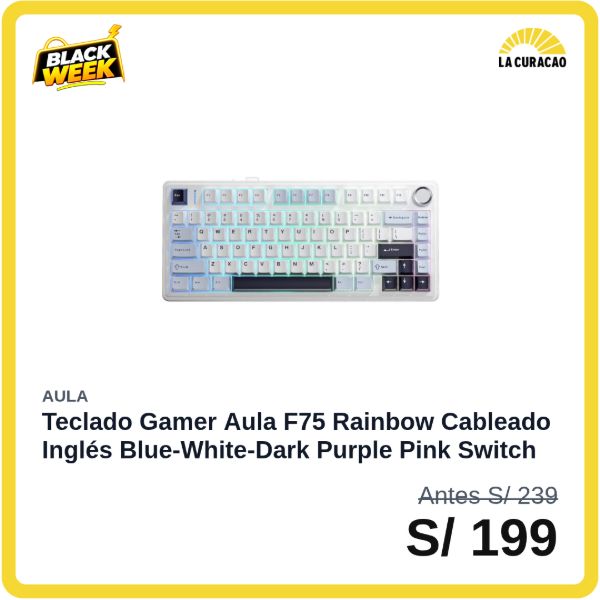 BLACK
WEEK
LA CURACAO
AULA
Teclado Gamer Aula F75 Rainbow Cableado
Inglés Blue-White-Dark Purple Pink Switch
Antes S/ 239
S/ 199